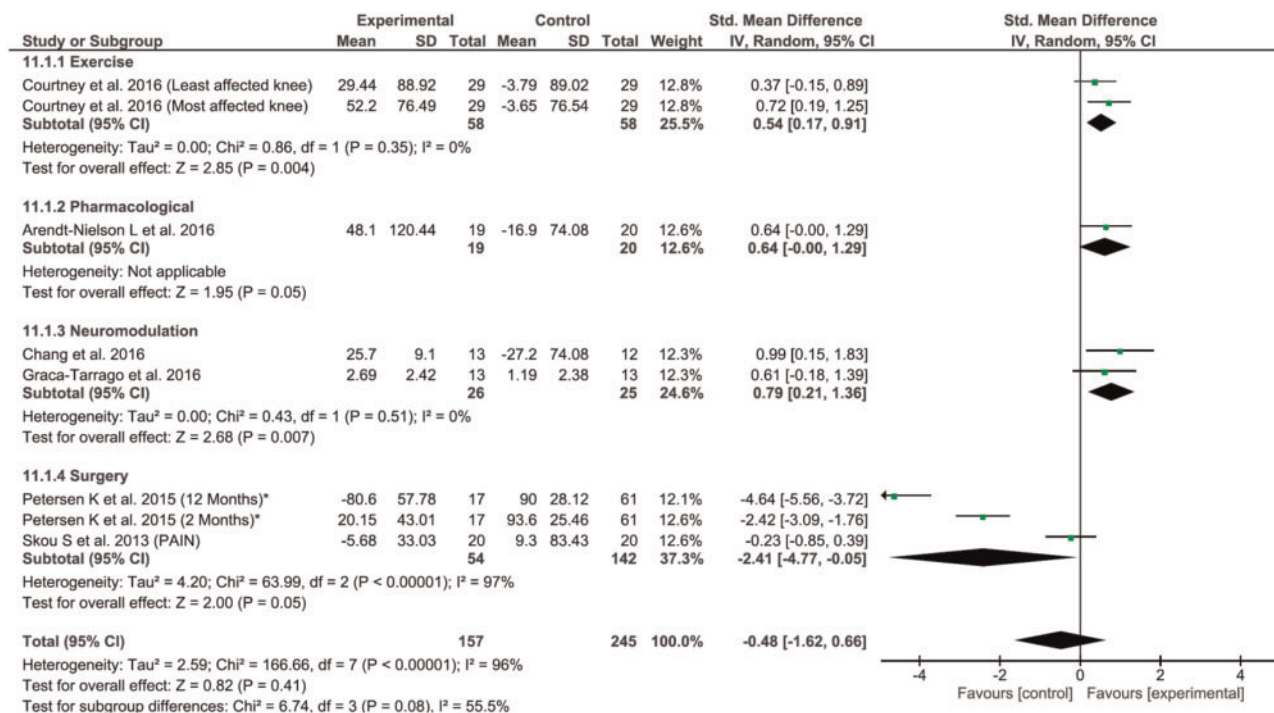 Experimental Control Std. Mean Difference Std. Mean Difference
Study or Subgroup Mean SD Total Mean SD Total Weight IV, Random, 95% CI IV, Random, 95% CI
11.1.1 Exercise
Courtney et al. 2016 (Least affected knee) 29.44 88.92 29 -3.79 89.02 29 12.8% 0.37 [-0.15, 0.89]
Courtney et al. 2016 (Most affected knee) 52.2 76.49 29 -3.65 76.54 29 12.8% 0.72 [0.19, 1.25]
Subtotal (95% CI) 58 58 25.5% 0.54 [0.17, 0.91]
Heterogeneity: Tau² = 0.00; Chi² = 0.86, df = 1 (P = 0.35); I² = 0%
Test for overall effect: Z = 2.85 (P = 0.004)
11.1.2 Pharmacological
Arendt-Nielson L et al. 2016 48.1 120.44 19 -16.9 74.08 20 12.6% 0.64 [-0.00, 1.29]
Subtotal (95% CI) 19 20 12.6% 0.64 [-0.00, 1.29]
Heterogeneity: Not applicable
Test for overall effect: Z = 1.95 (P = 0.05)
11.1.3 Neuromodulation
Chang et al. 2016 25.7 9.1 13 -27.2 74.08 12 12.3% 0.99 [0.15, 1.83]
Graca-Tarrago et al. 2016 2.69 2.42 13 1.19 2.38 13 12.3% 0.61 [-0.18, 1.39]
Subtotal (95% CI) 26 25 24.6% 0.79 [0.21, 1.36]
Heterogeneity: Tau² = 0.00; Chi² = 0.43, df = 1 (P = 0.51); I² = 0%
Test for overall effect: Z = 2.68 (P = 0.007)
11.1.4 Surgery
Petersen K et al. 2015 (12 Months)* -80.6 57.78 17 90 28.12 61 12.1% -4.64 [-5.56, -3.72]
Petersen K et al. 2015 (2 Months)* 20.15 43.01 17 93.6 25.46 61 12.6% -2.42 [-3.09, -1.76]
Skou S et al. 2013 (PAIN) -5.68 33.03 20 9.3 83.43 20 12.6% -0.23 [-0.85, 0.39]
Subtotal (95% CI) 54 142 37.3% -2.41 [-4.77, -0.05]
Heterogeneity: Tau² = 4.20; Chi² = 63.99, df = 2 (P < 0.00001); I² = 97%
Test for overall effect: Z = 2.00 (P = 0.05)
Total (95% CI) 157 245 100.0% -0.48 [-1.62, 0.66]
Heterogeneity: Tau² = 2.59; Chi² = 166.66, df = 7 (P < 0.00001); I² = 96%
Test for overall effect: Z = 0.82 (P = 0.41)
Test for subgroup differences: Chi² = 6.74, df = 3 (P = 0.08), I² = 55.5%
-4 -2 0 2 4
Favours [control] Favours [experimental]